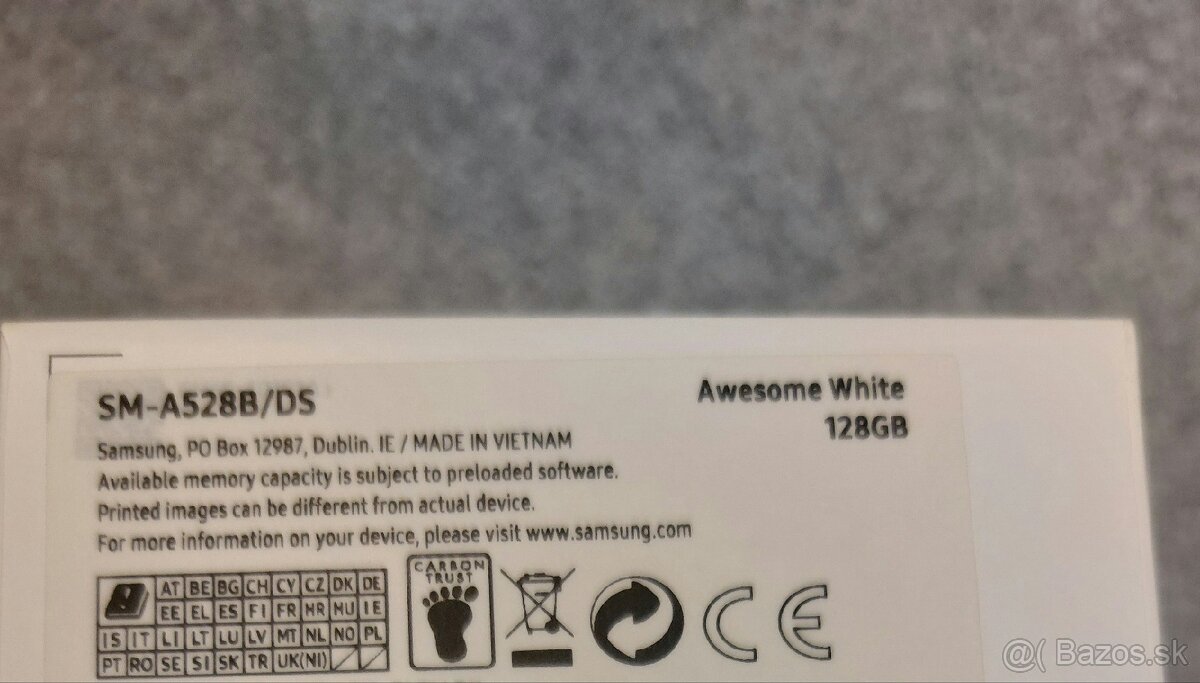 SM-A528B/DS
Awesome White
128GB
Samsung, PO Box 12987, Dublin. IE / MADE IN VIETNAM
Available memory capacity is subject to preloaded software.
Printed images can be different from actual device.
For more information on your device, please visit www.samsung.com
CARBON
TRUST
AT BE BG CH CY CZ DK DE
EE EL ES FI FR HR HU IE
IS IT LI LT LU LV MT NL NO PL
PT RO SE SI SK TR UK(NI)
CE
@( Bazos.sk